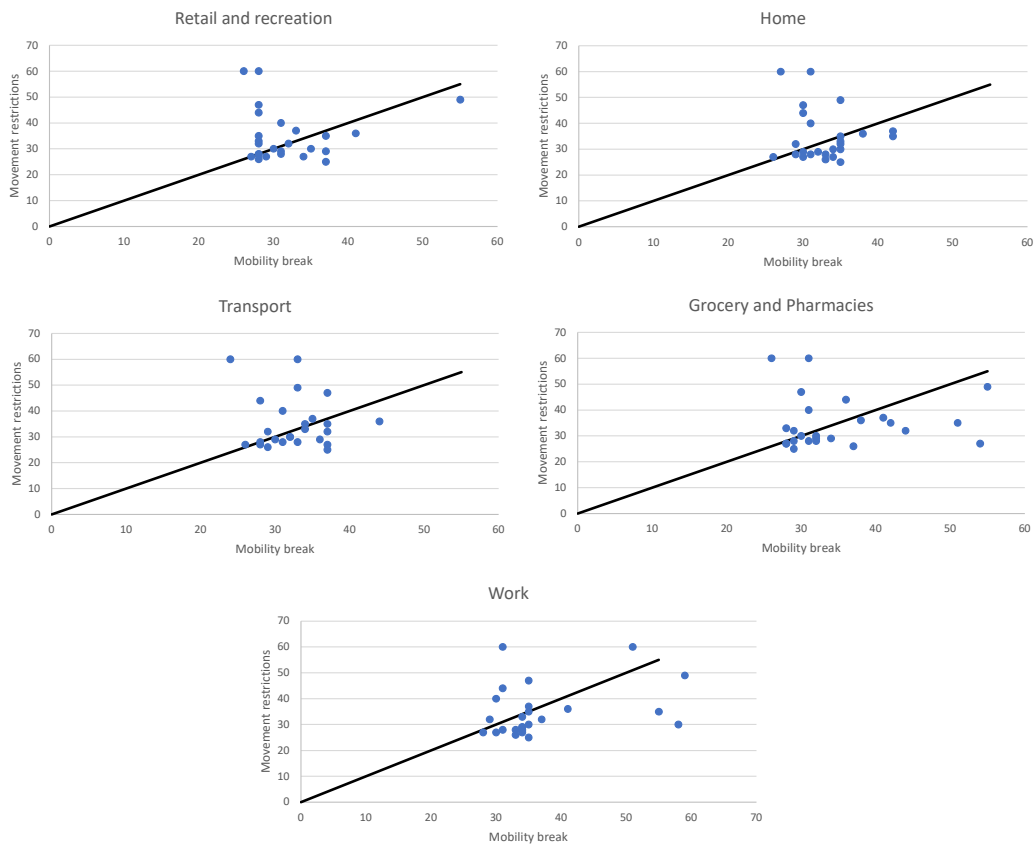 Retail and recreation
70
60
50
40
30
20
10
0
Movement restrictions
0 10 20 30 40 50 60
Mobility break
Home
70
60
50
40
30
20
10
0
Movement restrictions
0 10 20 30 40 50 60
Mobility break
Transport
70
60
50
40
30
20
10
0
Movement restrictions
0 10 20 30 40 50 60
Mobility break
Grocery and Pharmacies
70
60
50
40
30
20
10
0
Movement restrictions
0 10 20 30 40 50 60
Mobility break
Work
70
60
50
40
30
20
10
0
Movement restrictions
0 10 20 30 40 50 60 70
Mobility break